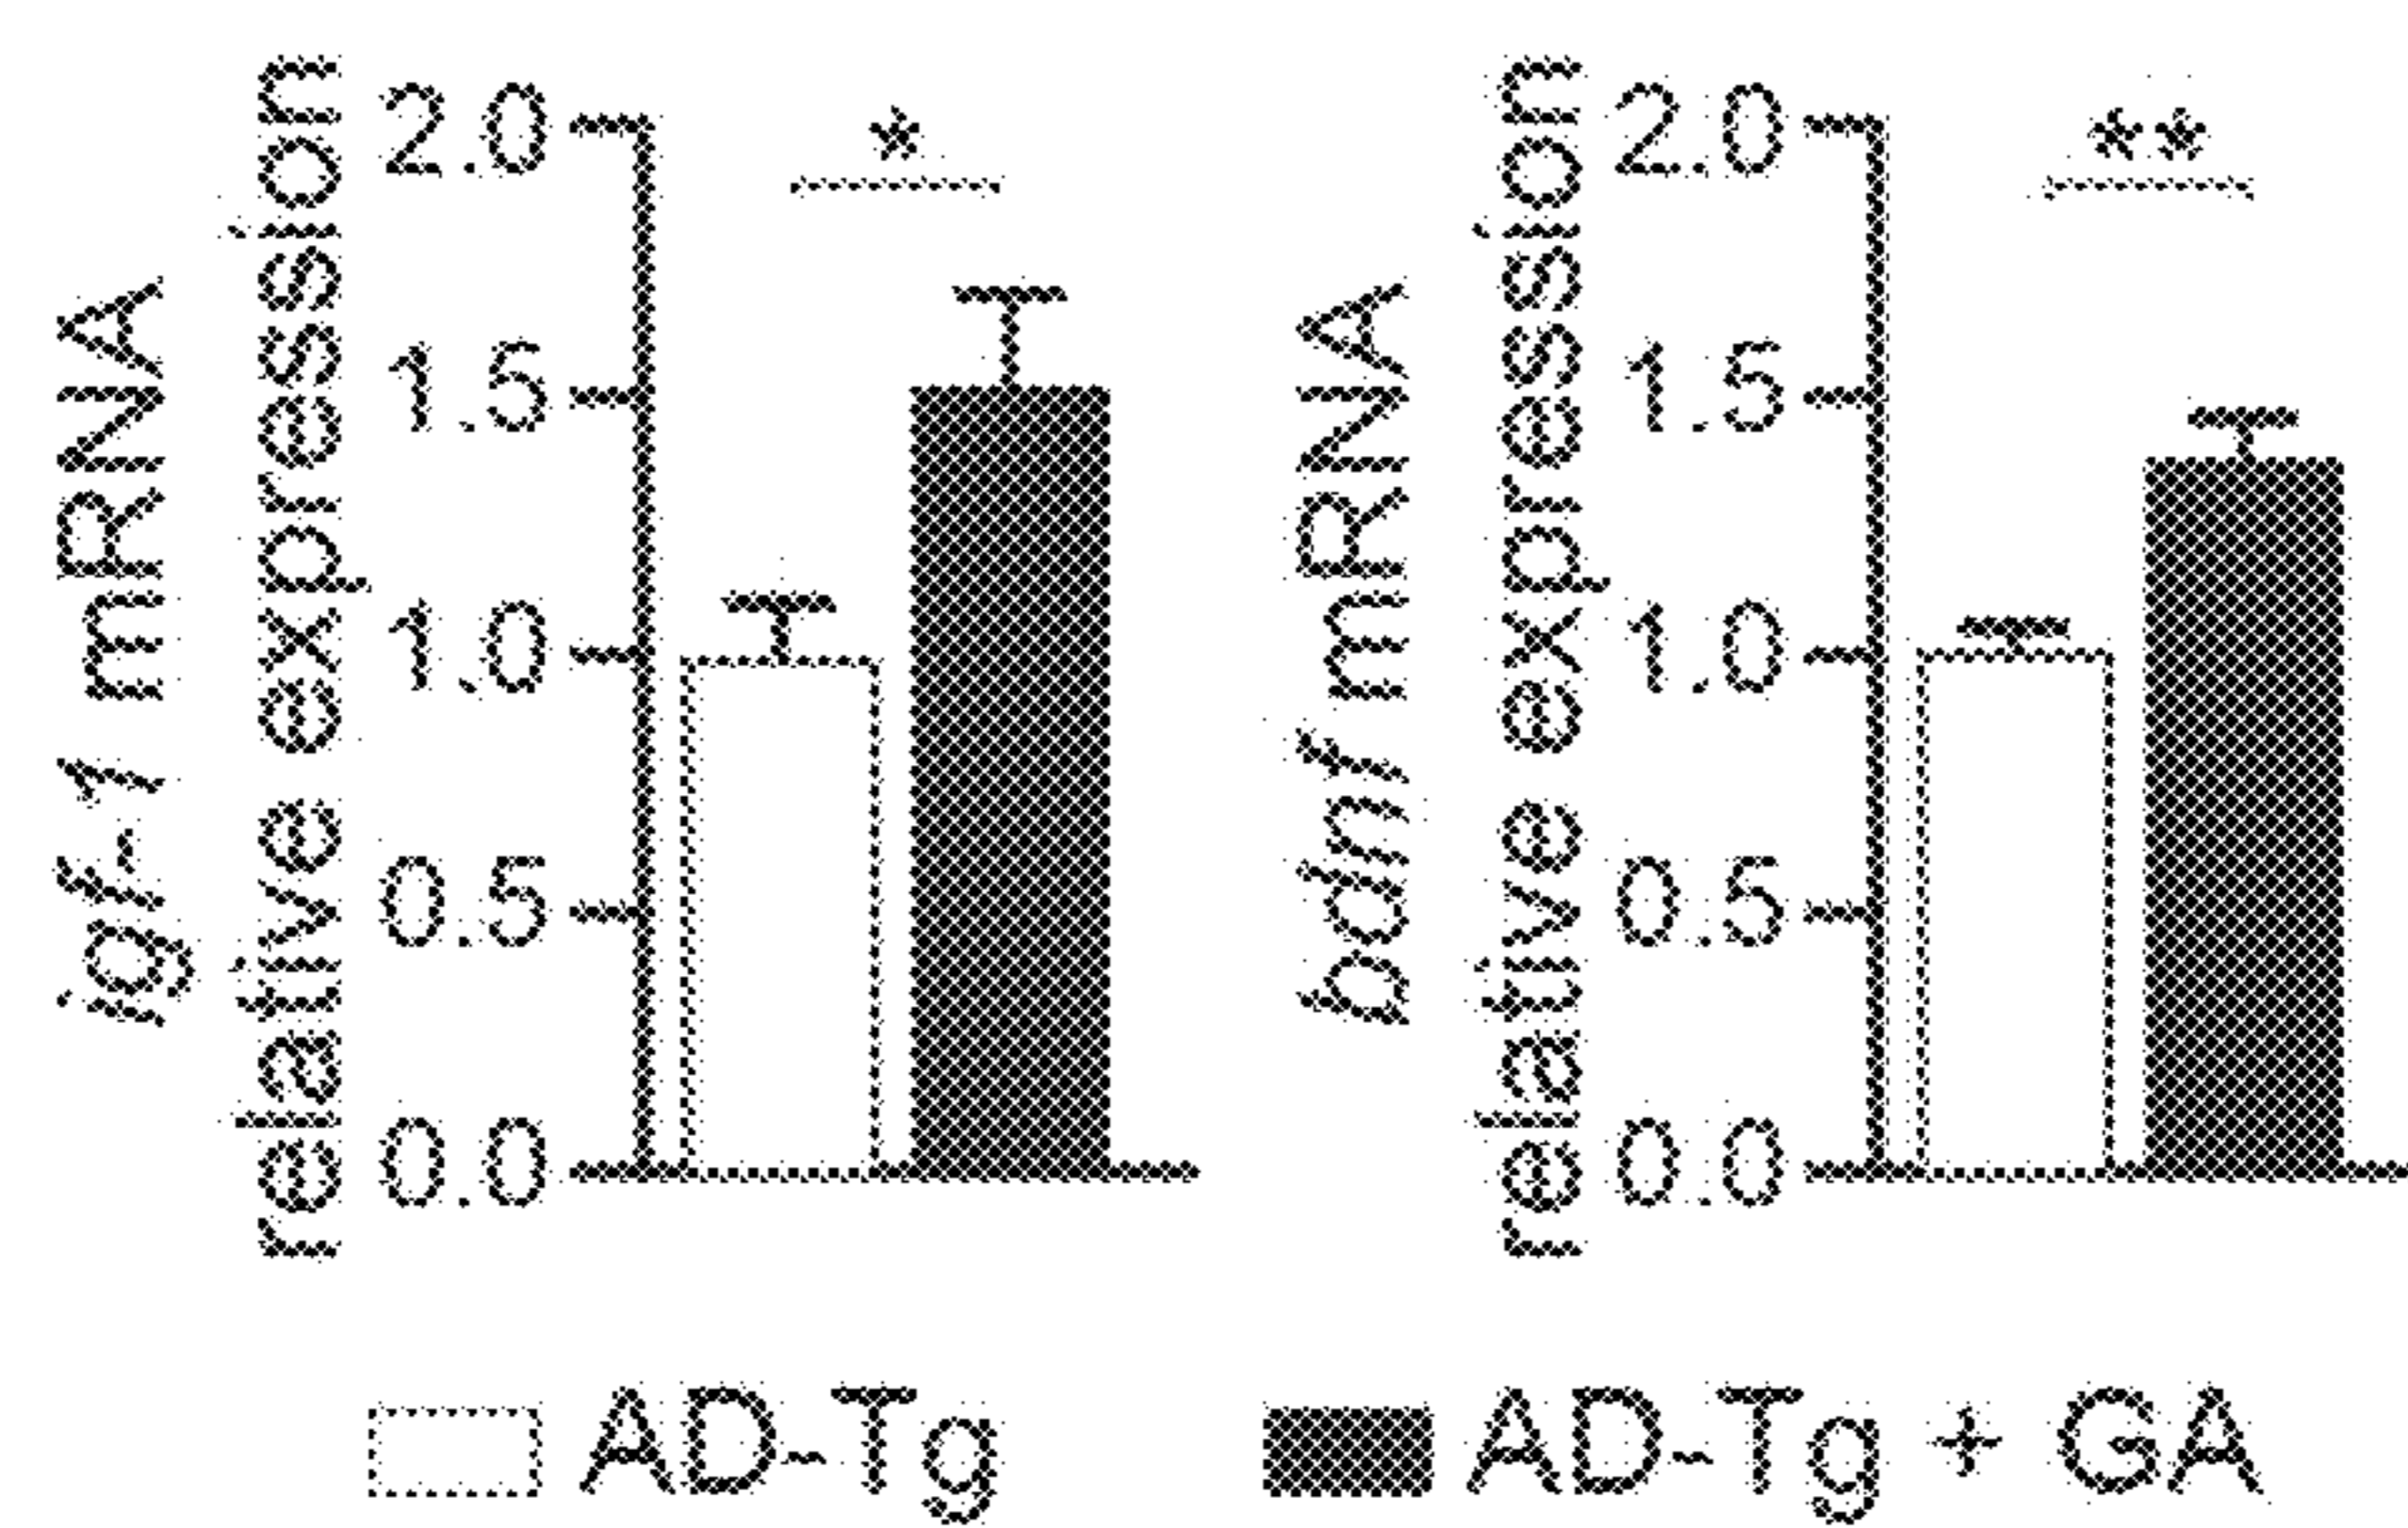 igf-1 mRNA
relative expression
2.0
1.5
1.0
0.5
0.0
*
bdnf mRNA
relative expression
2.0
1.5
1.0
0.5
0.0
**
AD-Tg
AD-Tg + GA